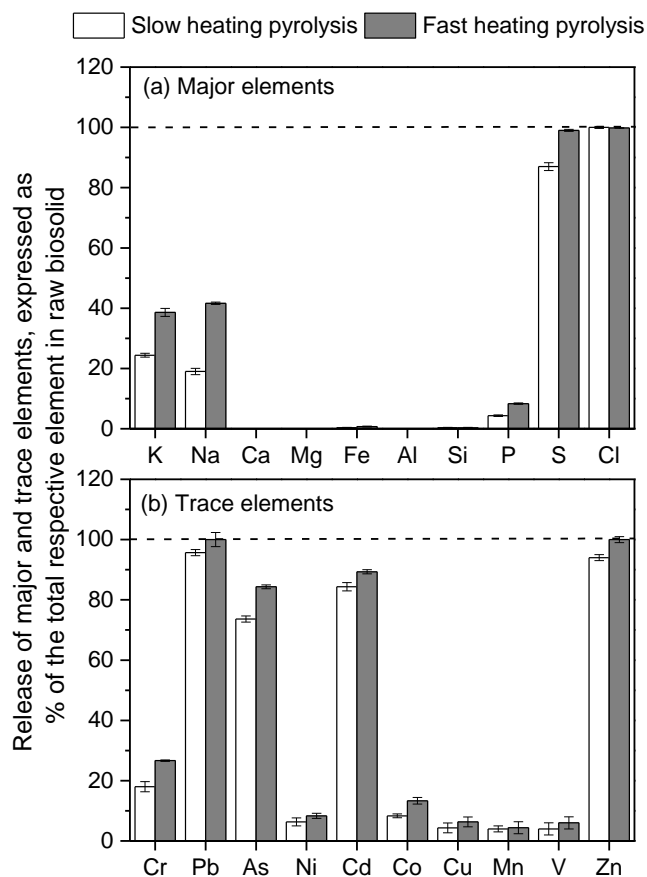 Slow heating pyrolysis Fast heating pyrolysis
Release of major and trace elements, expressed as
% of the total respective element in raw biosolid
(a) Major elements
120
100
80
60
40
20
0
K Na Ca Mg Fe Al Si P S Cl
(b) Trace elements
120
100
80
60
40
20
0
Cr Pb As Ni Cd Co Cu Mn V Zn